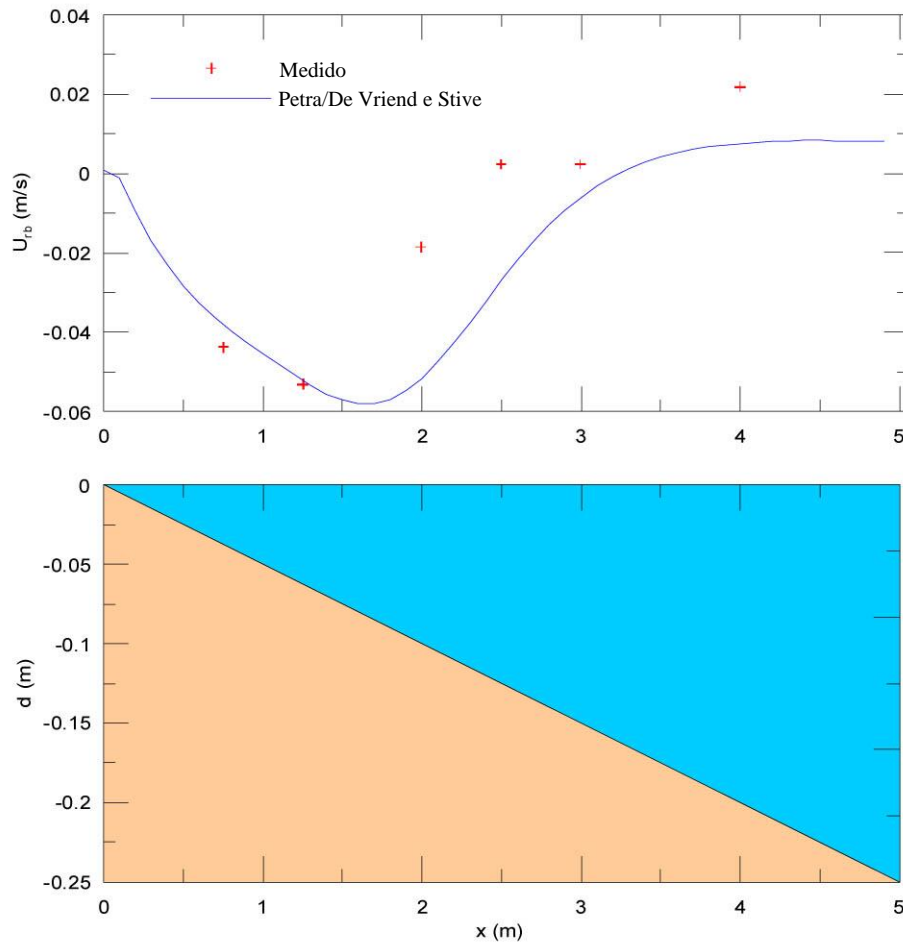 0.04
0.02
0
-0.02
-0.04
-0.06
U_rb (m/s)
Medido
Petra/De Vriend e Stive
0 1 2 3 4 5
0
-0.05
-0.1
-0.15
-0.2
-0.25
d (m)
0 1 2 3 4 5
x (m)